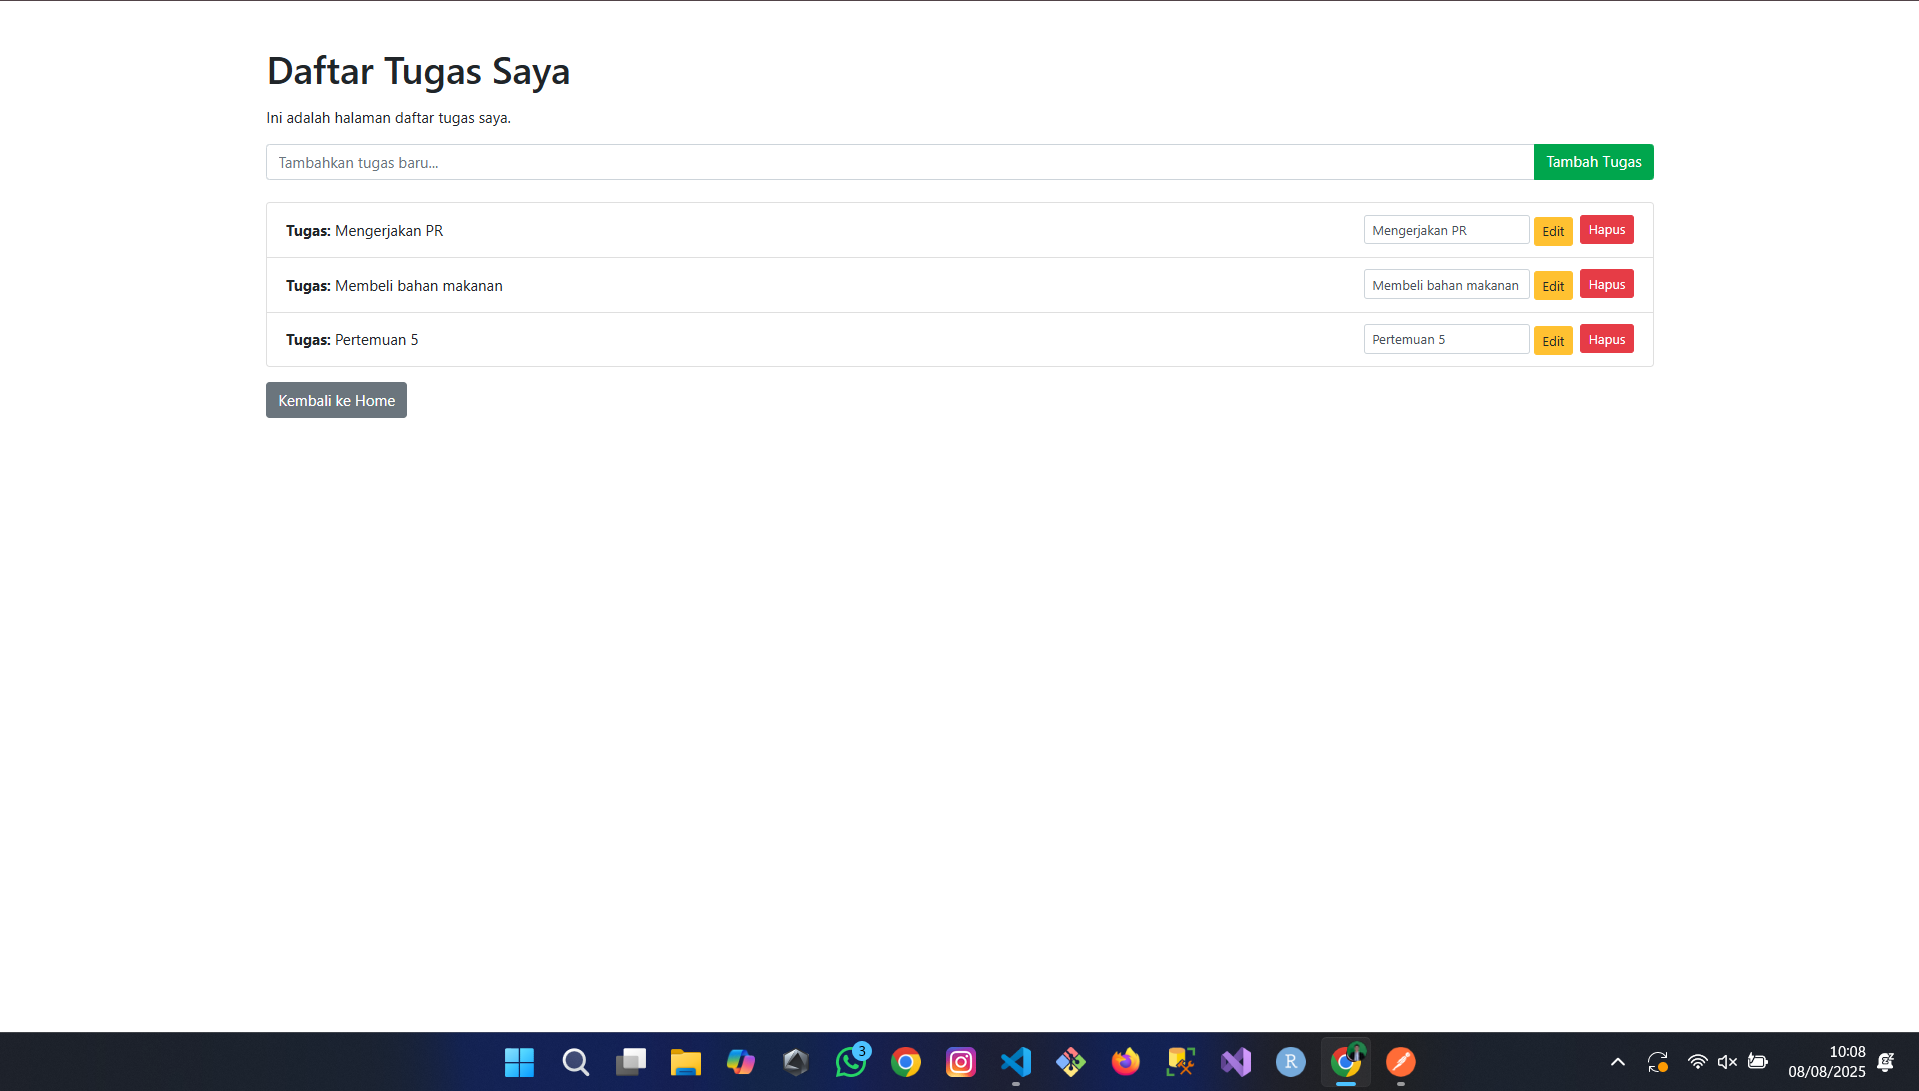 Daftar Tugas Saya
Ini adalah halaman daftar tugas saya.
Tambahkan tugas baru... Tambah Tugas
Tugas: Mengerjakan PR Mengerjakan PR Edit Hapus
Tugas: Membeli bahan makanan Membeli bahan makanan Edit Hapus
Tugas: Pertemuan 5 Pertemuan 5 Edit Hapus
Kembali ke Home
3
R
10:08
08/08/2025